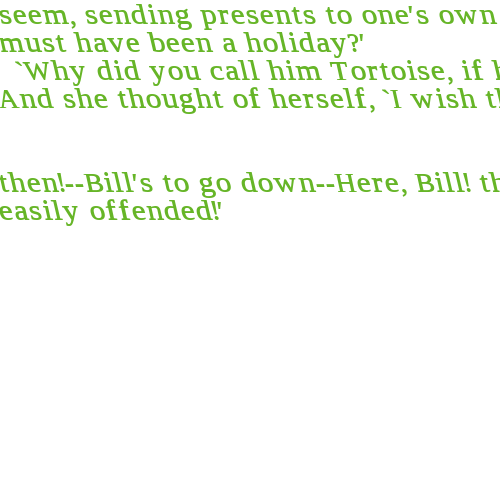 seem, sending presents to one's own
must have been a holiday?'
`Why did you call him Tortoise, if
And she thought of herself, `I wish
then!--Bill's to go down--Here, Bill!
easily offended!'